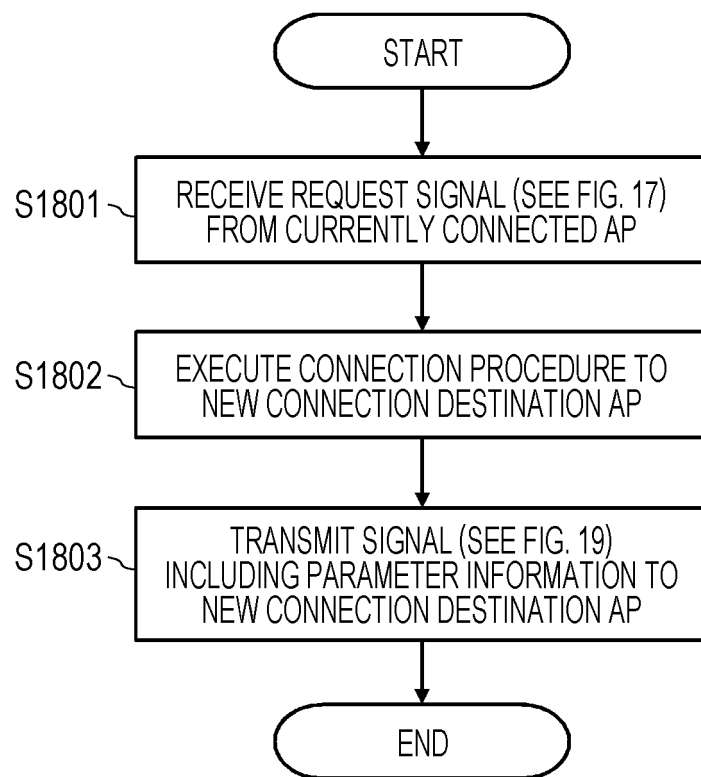 START
S1801
RECEIVE REQUEST SIGNAL (SEE FIG. 17)
FROM CURRENTLY CONNECTED AP
S1802
EXECUTE CONNECTION PROCEDURE TO
NEW CONNECTION DESTINATION AP
S1803
TRANSMIT SIGNAL (SEE FIG. 19)
INCLUDING PARAMETER INFORMATION TO
NEW CONNECTION DESTINATION AP
END